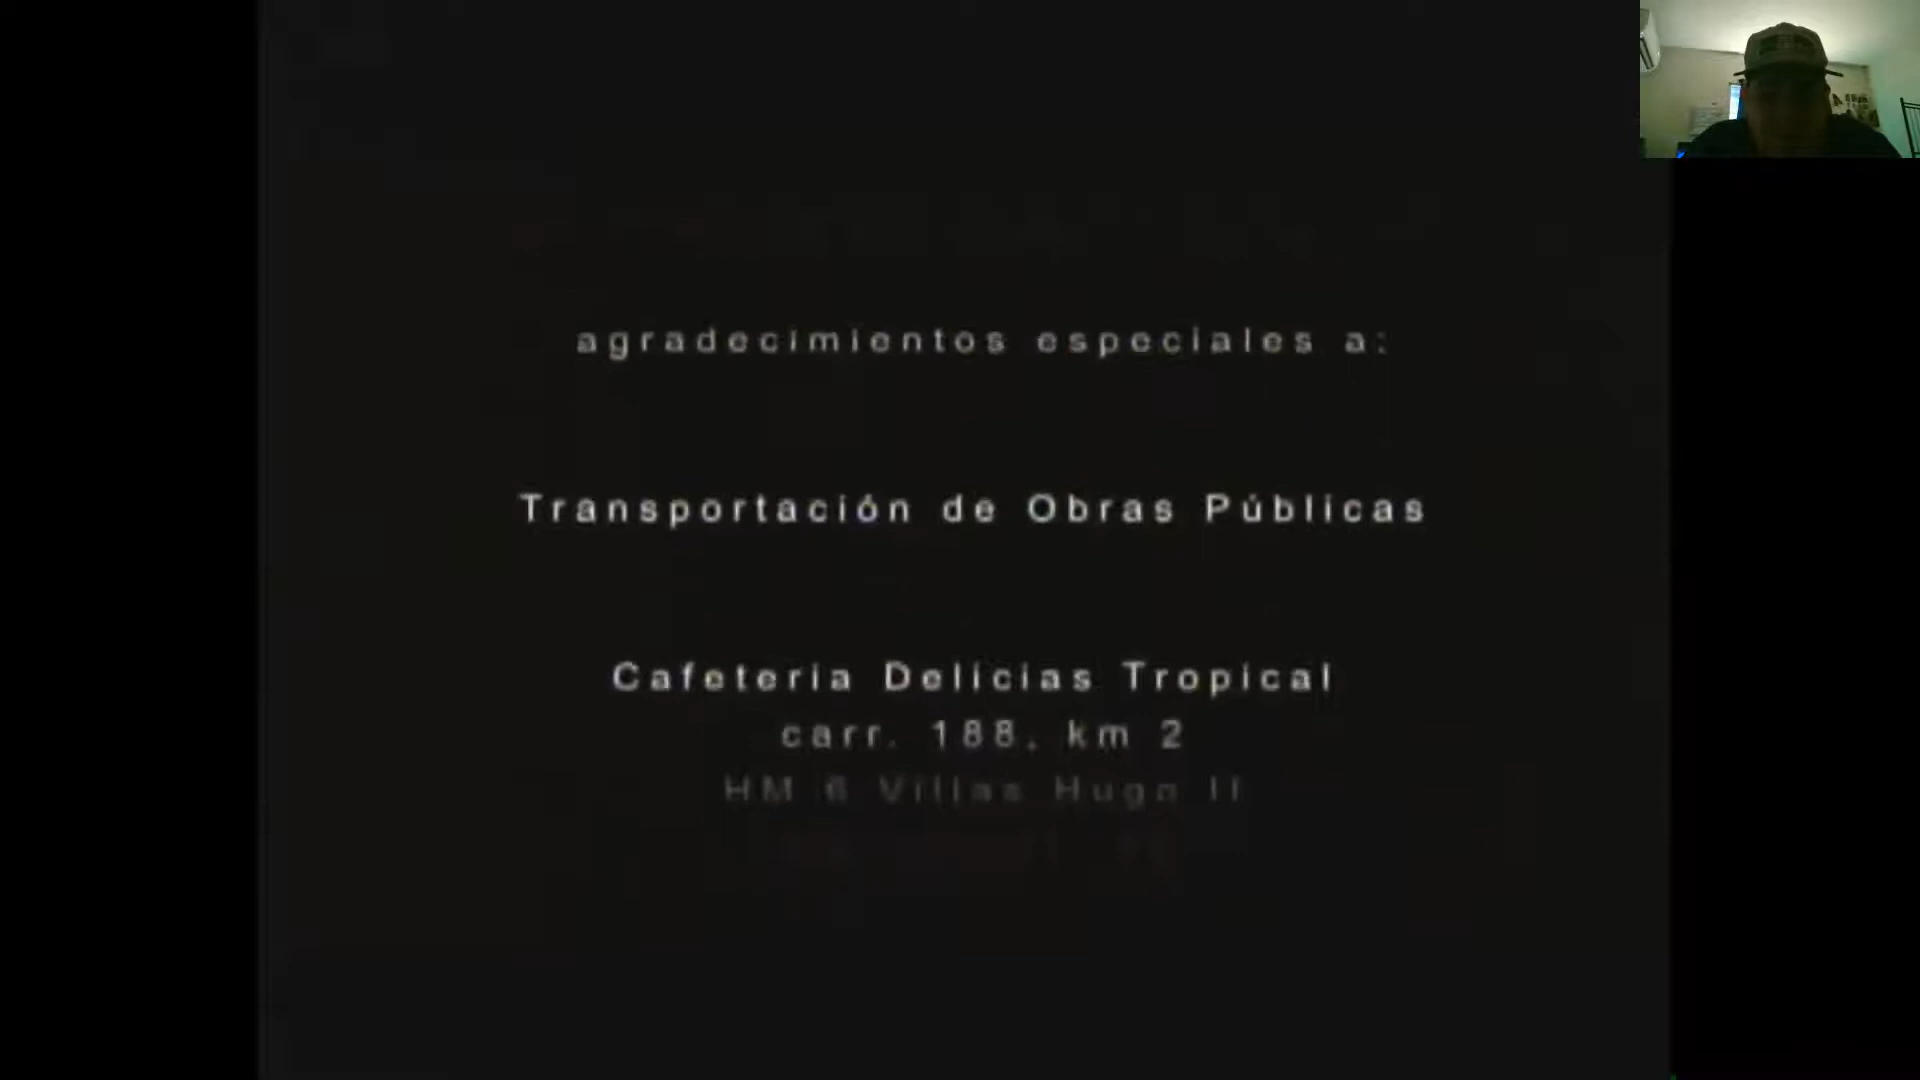 agradecimientos especiales a:
Transportación de Obras Públicas
Cafeteria Delicias Tropical
carr. 188, km 2
HM 6 Villas Hugo II